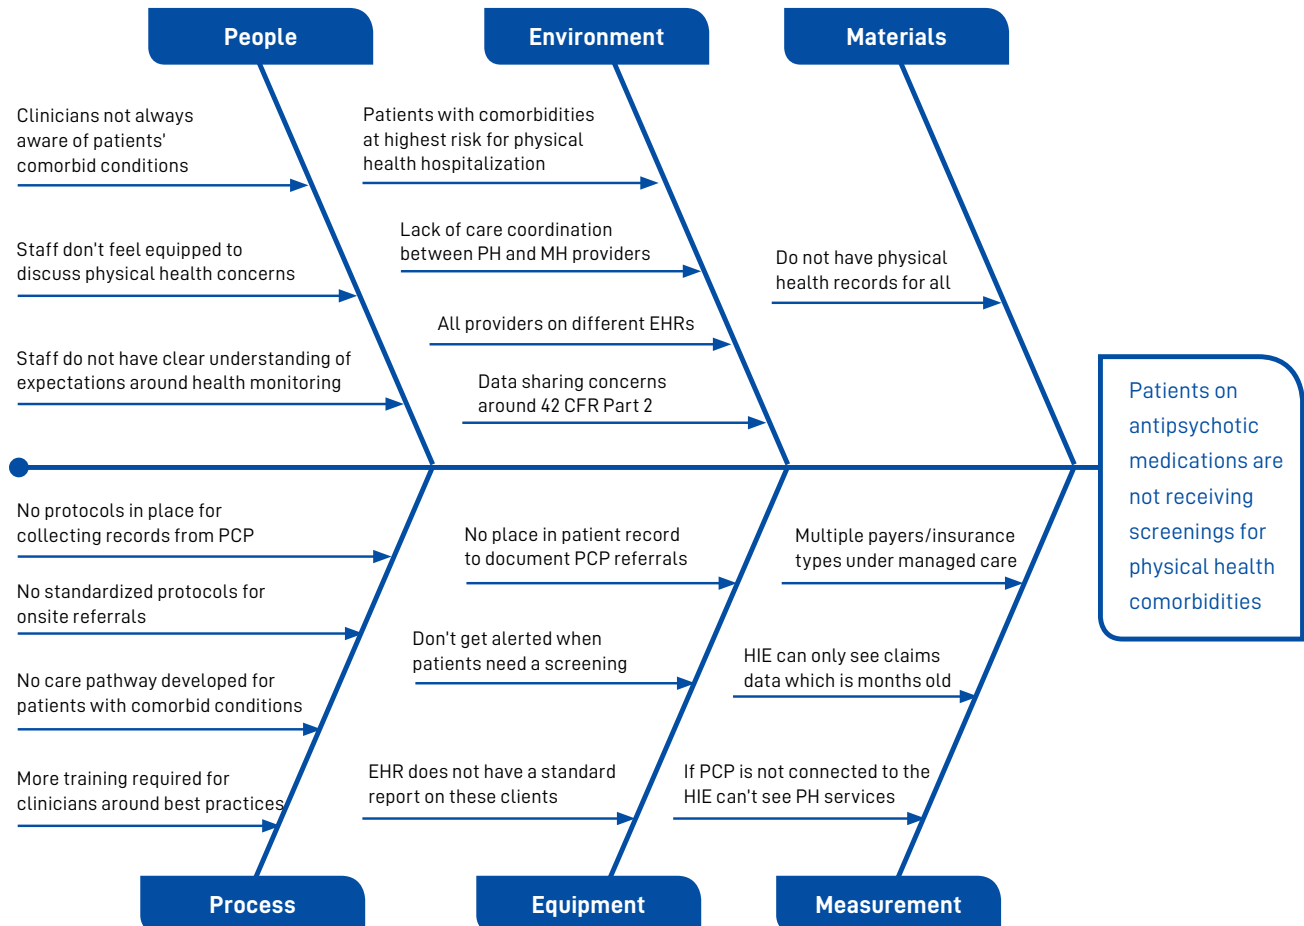 People
Environment
Materials
Clinicians not always
aware of patients'
comorbid conditions
Staff don't feel equipped to
discuss physical health concerns
Staff do not have clear understanding of
expectations around health monitoring
Patients with comorbidities
at highest risk for physical
health hospitalization
Lack of care coordination
between PH and MH providers
All providers on different EHRs
Data sharing concerns
around 42 CFR Part 2
Do not have physical
health records for all
Patients on
antipsychotic
medications are
not receiving
screenings for
physical health
comorbidities
No protocols in place for
collecting records from PCP
No standardized protocols for
onsite referrals
No care pathway developed for
patients with comorbid conditions
More training required for
clinicians around best practices
No place in patient record
to document PCP referrals
Don't get alerted when
patients need a screening
EHR does not have a standard
report on these clients
Multiple payers/insurance
types under managed care
HIE can only see claims
data which is months old
If PCP is not connected to the
HIE can't see PH services
Process
Equipment
Measurement